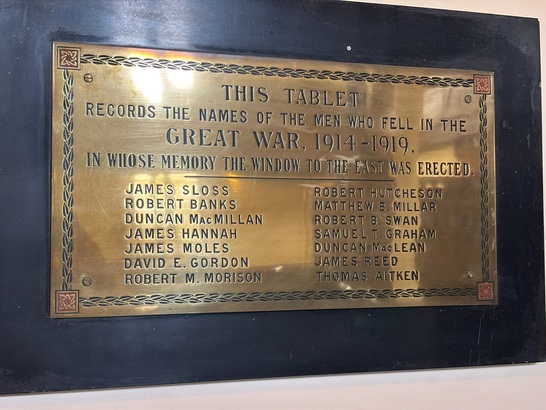 THIS TABLET
RECORDS THE NAMES OF THE MEN WHO FELL IN THE
GREAT WAR, 1914-1919,
IN WHOSE MEMORY THE WINDOW TO THE EAST WAS ERECTED.
JAMES SLOSS
ROBERT BANKS
DUNCAN MacMILLAN
JAMES HANNAH
JAMES MOLES
DAVID E. GORDON
ROBERT M. MORISON
ROBERT HUTCHESON
MATTHEW B. MILLAR
ROBERT B. SWAN
SAMUEL T. GRAHAM
DUNCAN MacLEAN
JAMES REED
THOMAS AITKEN